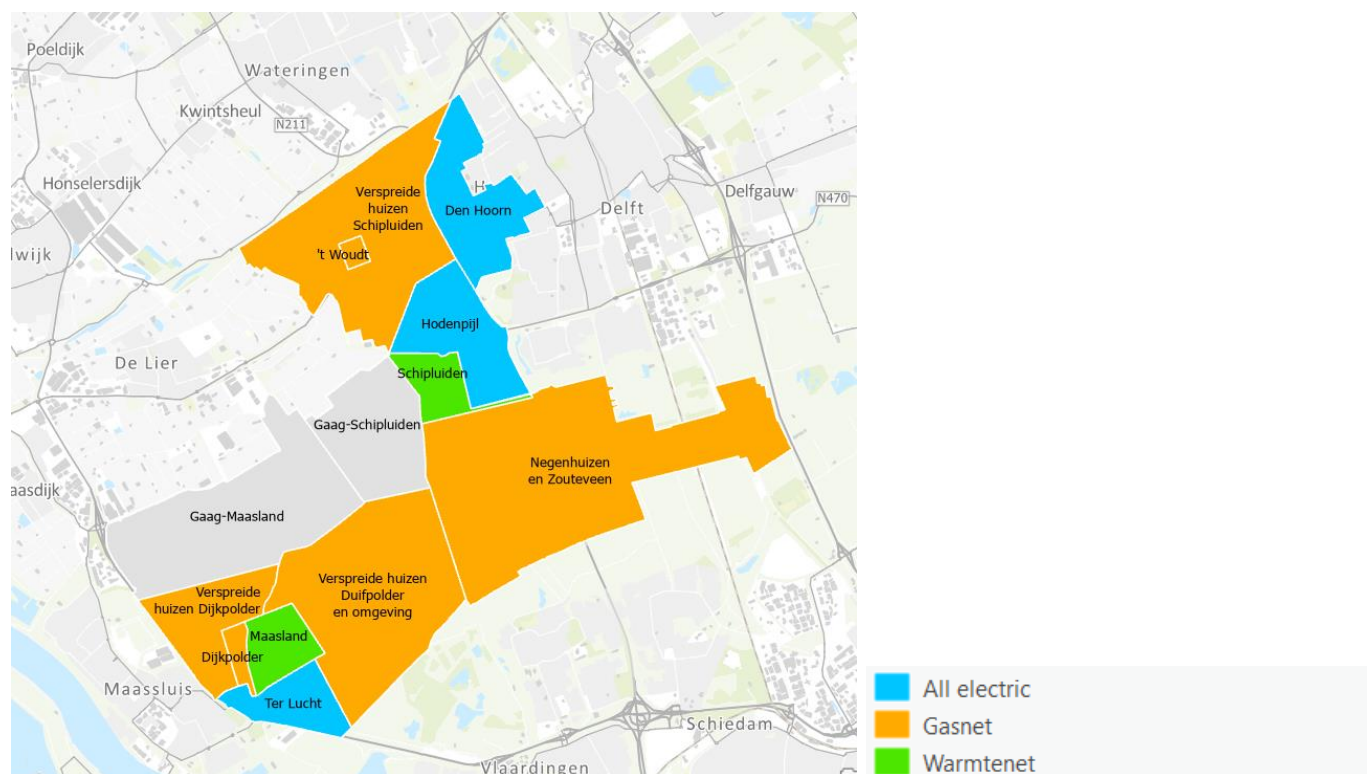 Poeldijk
Wateringen
Kwintsheul
N211
Honselersdijk
Verspreide
huizen
Schipluiden
H
Den Hoorn
Delft
Delfgauw
N470
lwijk
't Woudt
Hodenpijl
De Lier
Schipluiden
Gaag-Schipluiden
Negenhuizen
en Zouteveen
aasdijk
Gaag-Maasland
Verspreide huizen
Duifpolder
en omgeving
Verspreide
huizen Dijkpolder
Maasland
Dijkpolder
Maassluis
Ter Lucht
Schiedam
Vlaardingen
All electric
Gasnet
Warmtenet